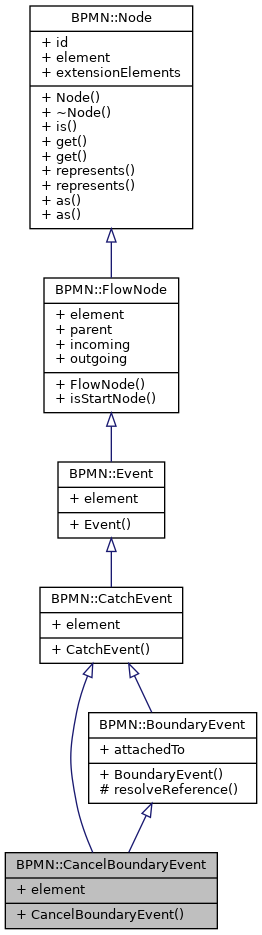 BPMN::Node
+ id
+ element
+ extensionElements
+ Node()
+ ~Node()
+ is()
+ get()
+ get()
+ represents()
+ represents()
+ as()
+ as()
BPMN::FlowNode
+ element
+ parent
+ incoming
+ outgoing
+ FlowNode()
+ isStartNode()
BPMN::Event
+ element
+ Event()
BPMN::CatchEvent
+ element
+ CatchEvent()
BPMN::BoundaryEvent
+ attachedTo
+ BoundaryEvent()
# resolveReference()
BPMN::CancelBoundaryEvent
+ element
+ CancelBoundaryEvent()